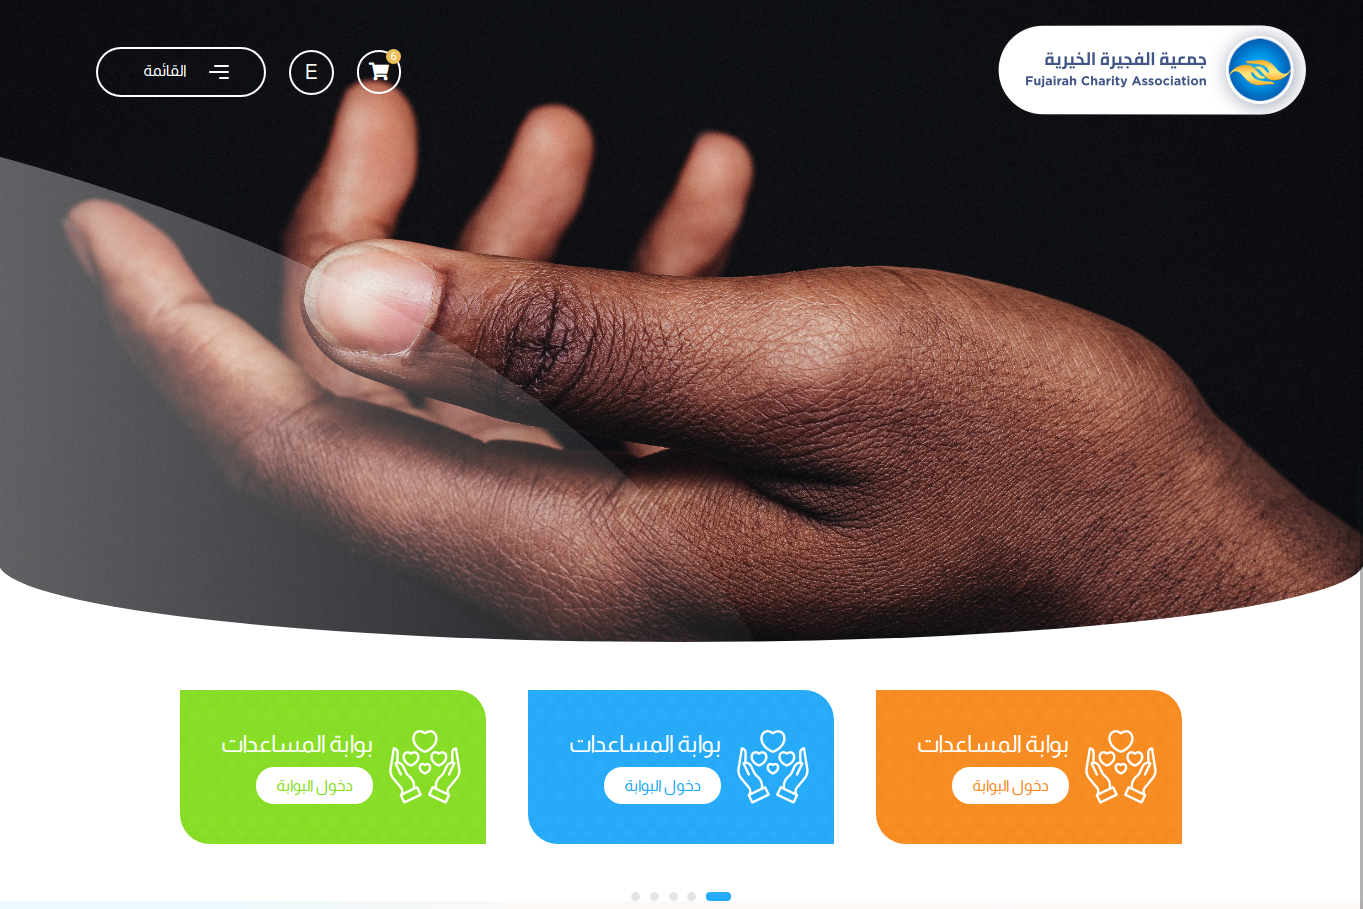 جمعية الفجيرة الخيرية
Fujairah Charity Association
6
E
القائمة
بوابة المساعدات
دخول البوابة
بوابة المساعدات
دخول البوابة
بوابة المساعدات
دخول البوابة